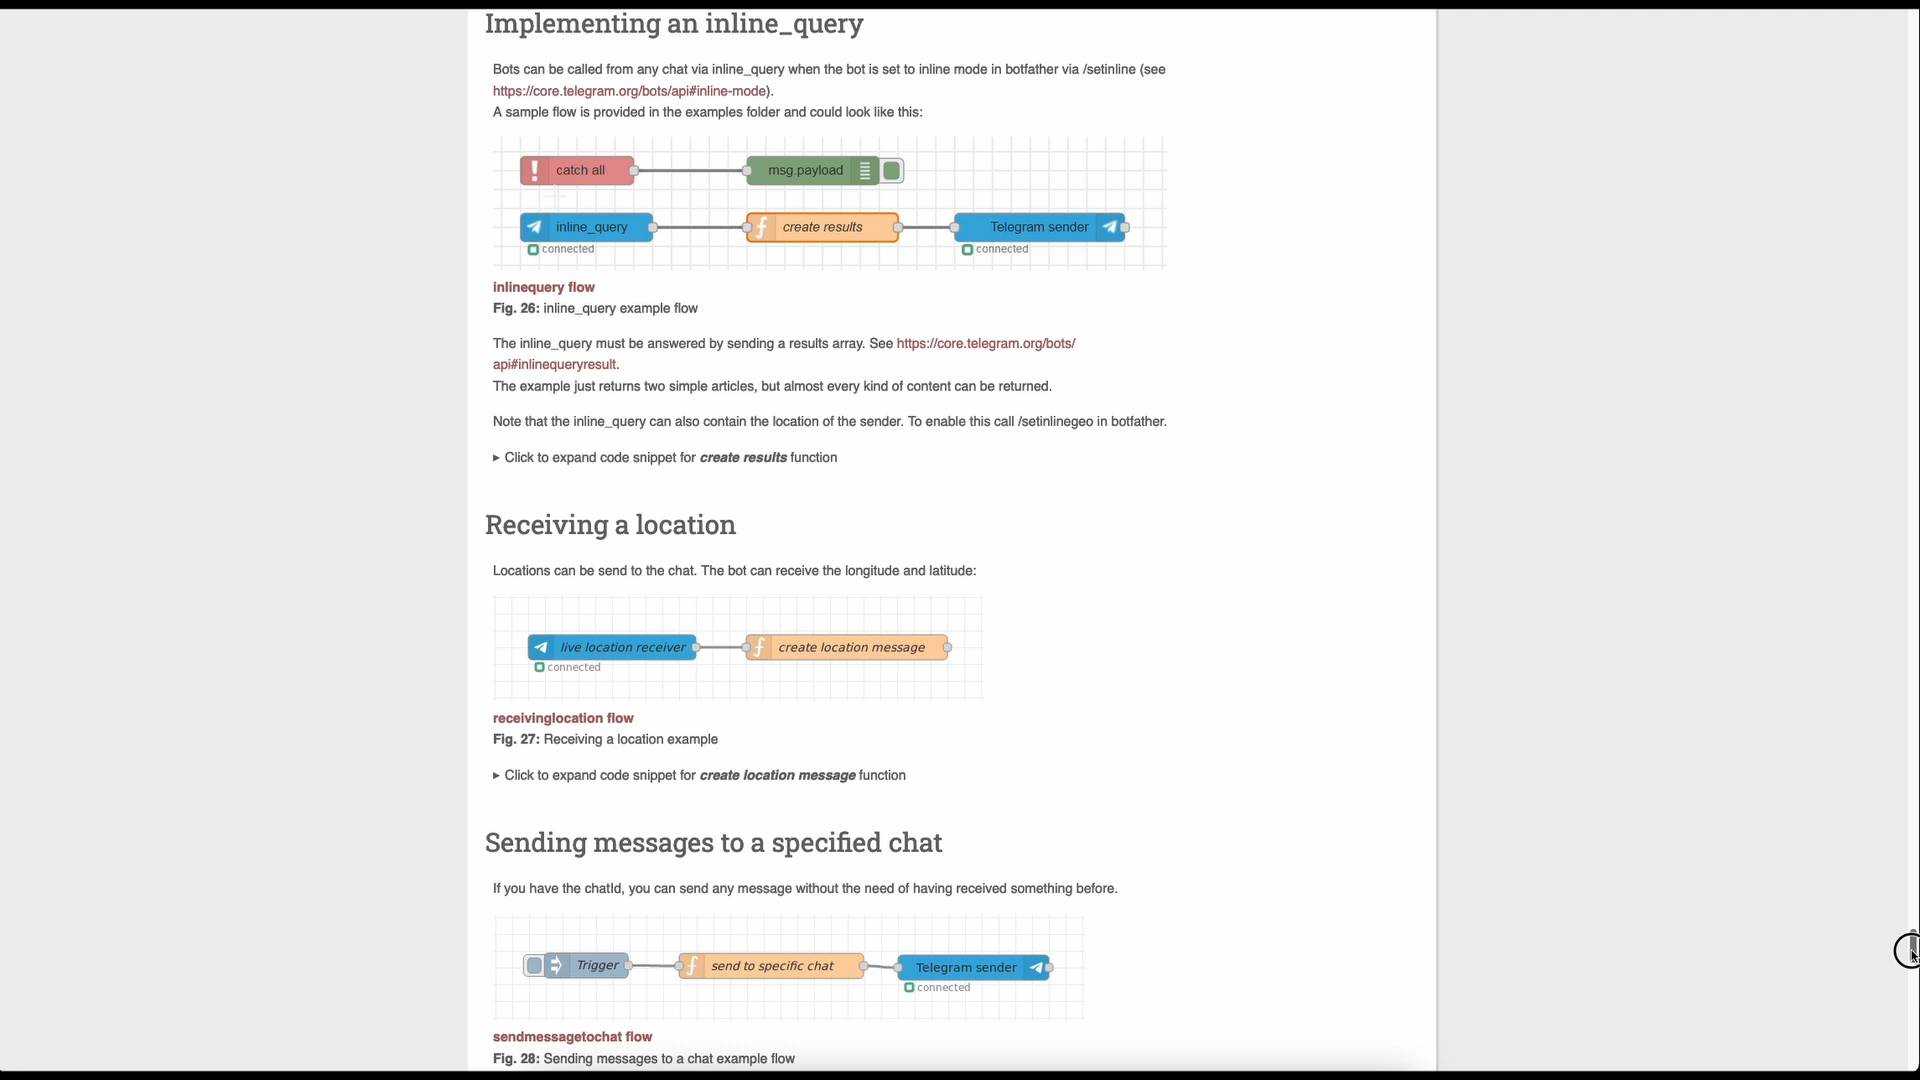 Implementing an inline_query
Bots can be called from any chat via inline_query when the bot is set to inline mode in botfather via /setinline (see
https://core.telegram.org/bots/api#inline-mode).
A sample flow is provided in the examples folder and could look like this:
catch all msg.payload
inline_query create results Telegram sender
connected connected
inlinequery flow
Fig. 26: inline_query example flow
The inline_query must be answered by sending a results array. See https://core.telegram.org/bots/
api#inlinequeryresult.
The example just returns two simple articles, but almost every kind of content can be returned.
Note that the inline_query can also contain the location of the sender. To enable this call /setinlinegeo in botfather.
▸ Click to expand code snippet for create results function
Receiving a location
Locations can be send to the chat. The bot can receive the longitude and latitude:
live location receiver create location message
connected
receivinglocation flow
Fig. 27: Receiving a location example
▸ Click to expand code snippet for create location message function
Sending messages to a specified chat
If you have the chatId, you can send any message without the need of having received something before.
Trigger send to specific chat Telegram sender
connected
sendmessagetochat flow
Fig. 28: Sending messages to a chat example flow